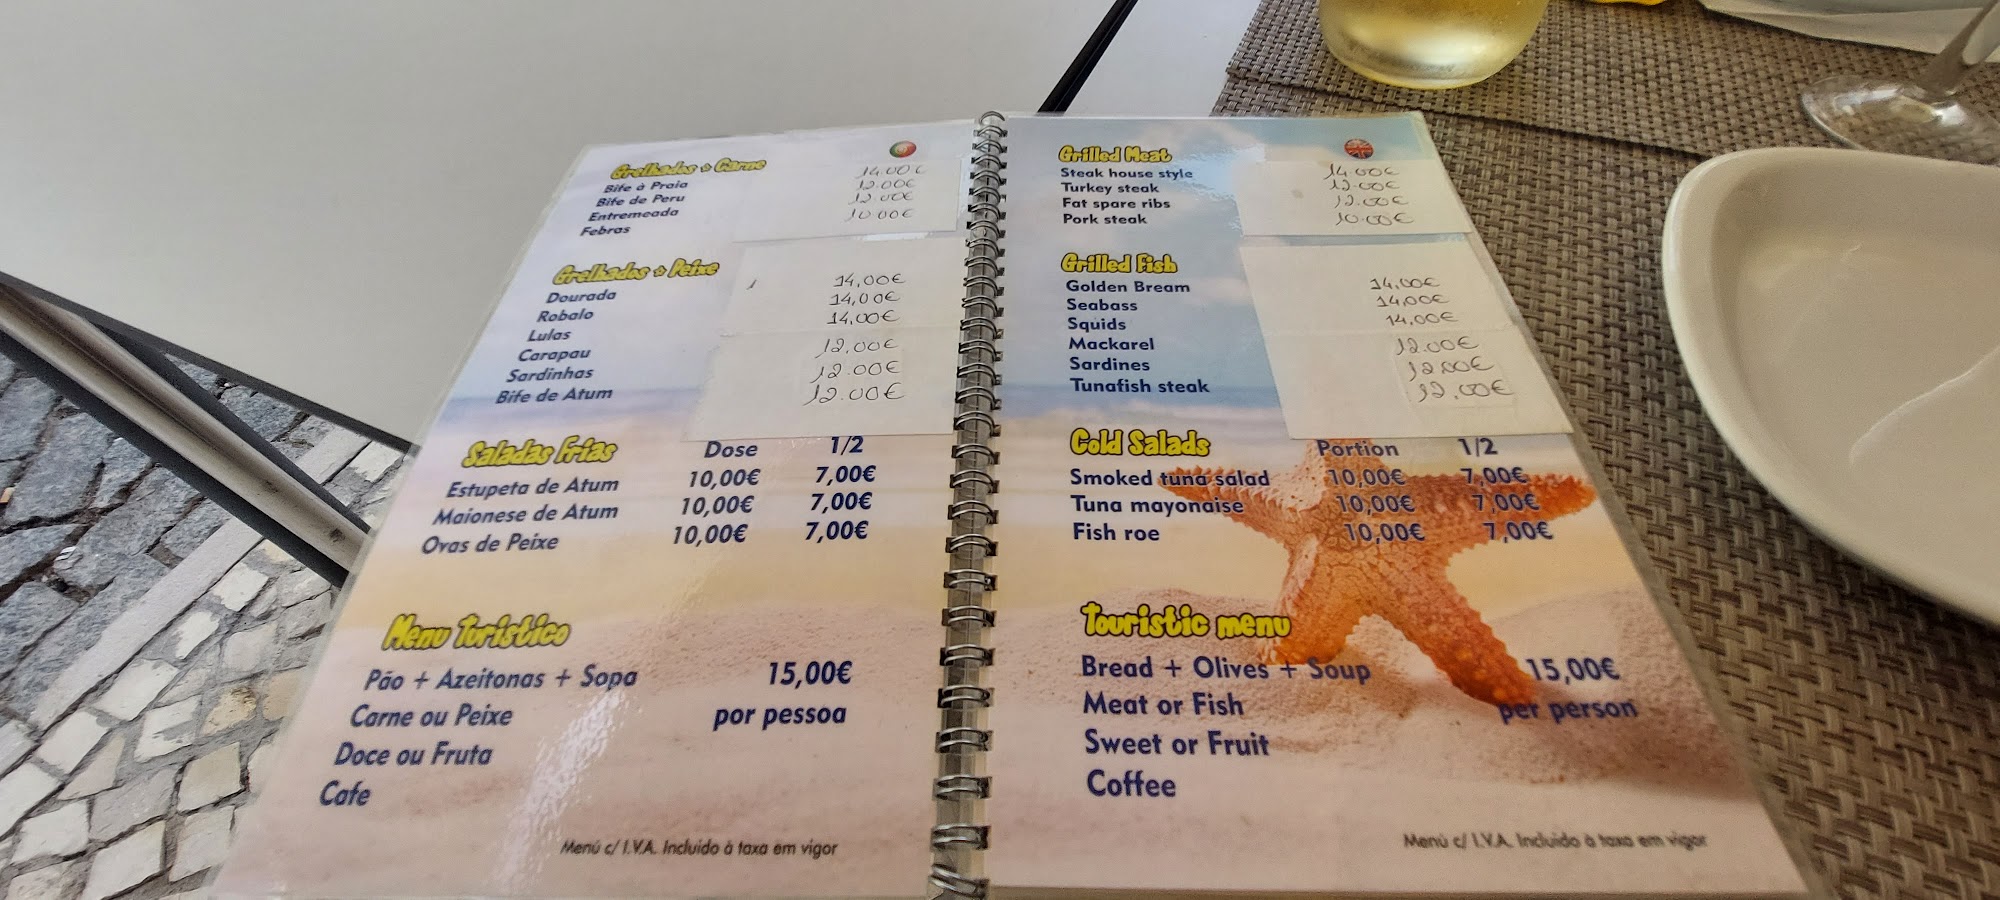 Grelhados • Carne
Bife à Praia 14.00€
Bife de Peru 12.00€
Entremeada 12.00€
Febras 10.00€
Grelhados • Peixe
Dourada 14,00€
Robalo 14,00€
Lulas 14,00€
Carapau 12,00€
Sardinhas 12.00€
Bife de Atum 12.00€
Saladas Frias Dose 1/2
Estupeta de Atum 10,00€ 7,00€
Maionese de Atum 10,00€ 7,00€
Ovas de Peixe 10,00€ 7,00€
Menu Turistico
Pão + Azeitonas + Sopa 15,00€
Carne ou Peixe por pessoa
Doce ou Fruta
Cafe
Menú c/ I.V.A. Incluido à taxa em vigor
Grilled Meat
Steak house style 14.00€
Turkey steak 12.00€
Fat spare ribs 12.00€
Pork steak 10.00€
Grilled Fish
Golden Bream 14,00€
Seabass 14,00€
Squids 14,00€
Mackarel 12.00€
Sardines 12.00€
Tunafish steak 12.00€
Cold Salads Portion 1/2
Smoked tuna salad 10,00€ 7,00€
Tuna mayonaise 10,00€ 7,00€
Fish roe 10,00€ 7,00€
Touristic menu
Bread + Olives + Soup 15,00€
Meat or Fish per person
Sweet or Fruit
Coffee
Menú c/ I.V.A. Incluido à taxa em vigor